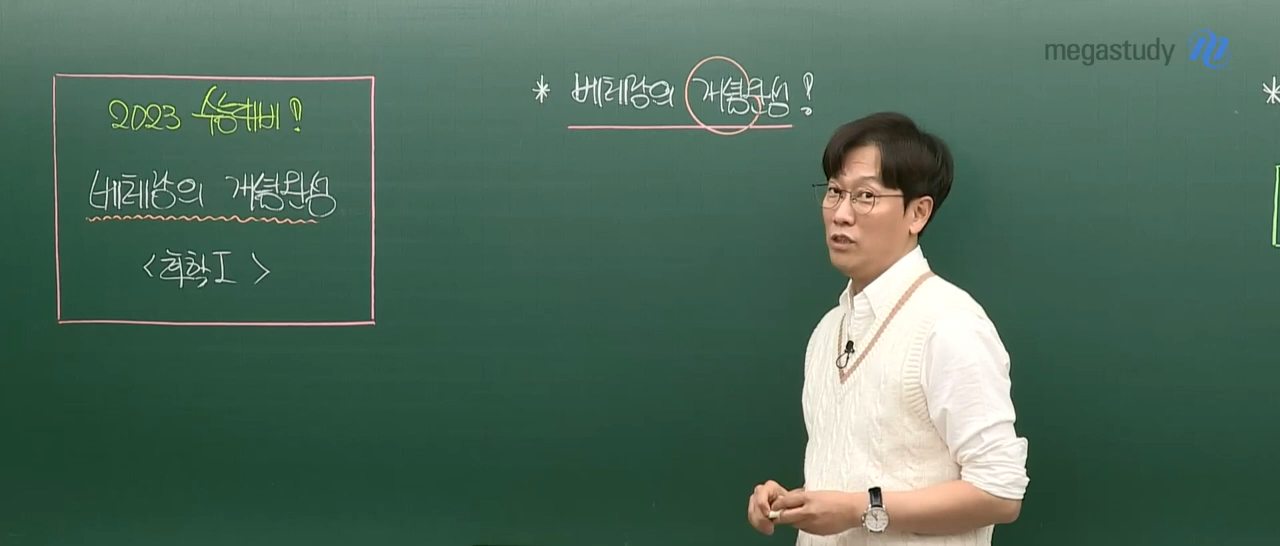 megastudy
2023 수능대비!
베테랑의 개념완성
<화학I>
* 베테랑의 개념완성!
*